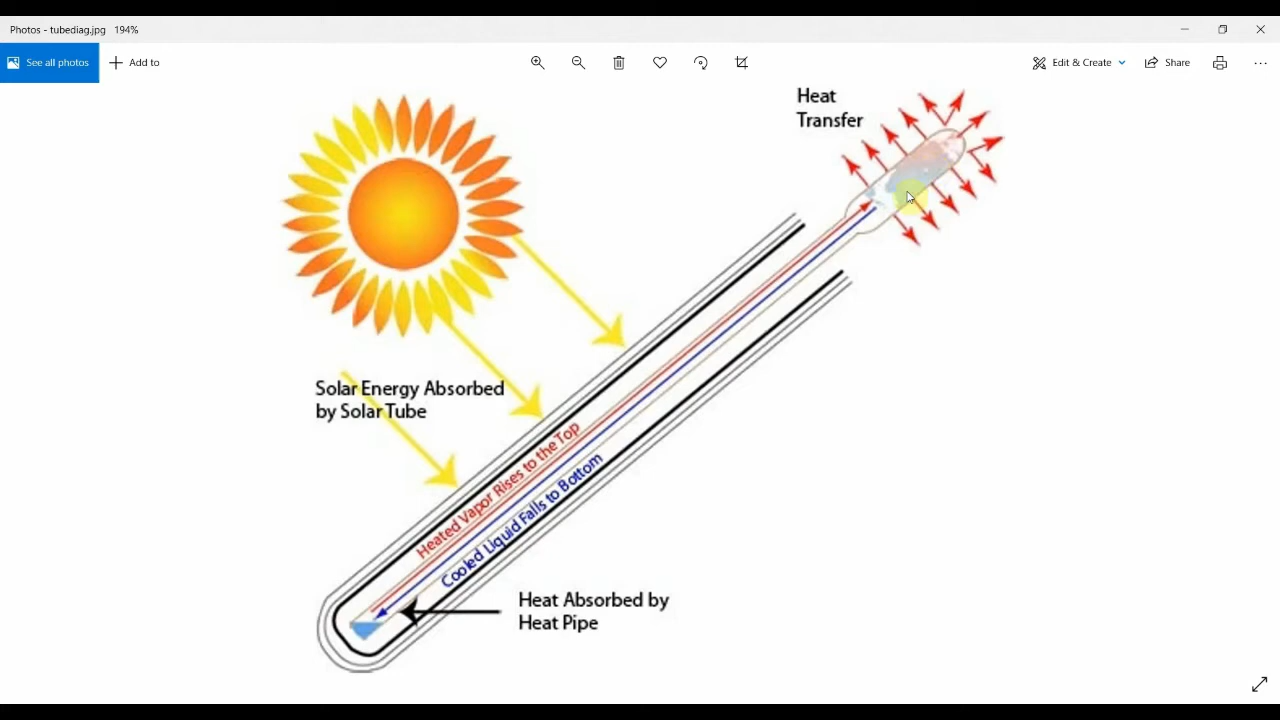 Photos - tubediag.jpg 194%
See all photos
Add to
Edit & Create
Share
Heat
Transfer
Solar Energy Absorbed
by Solar Tube
Heated Vapor Rises to the Top
Cooled Liquid Falls to Bottom
Heat Absorbed by
Heat Pipe